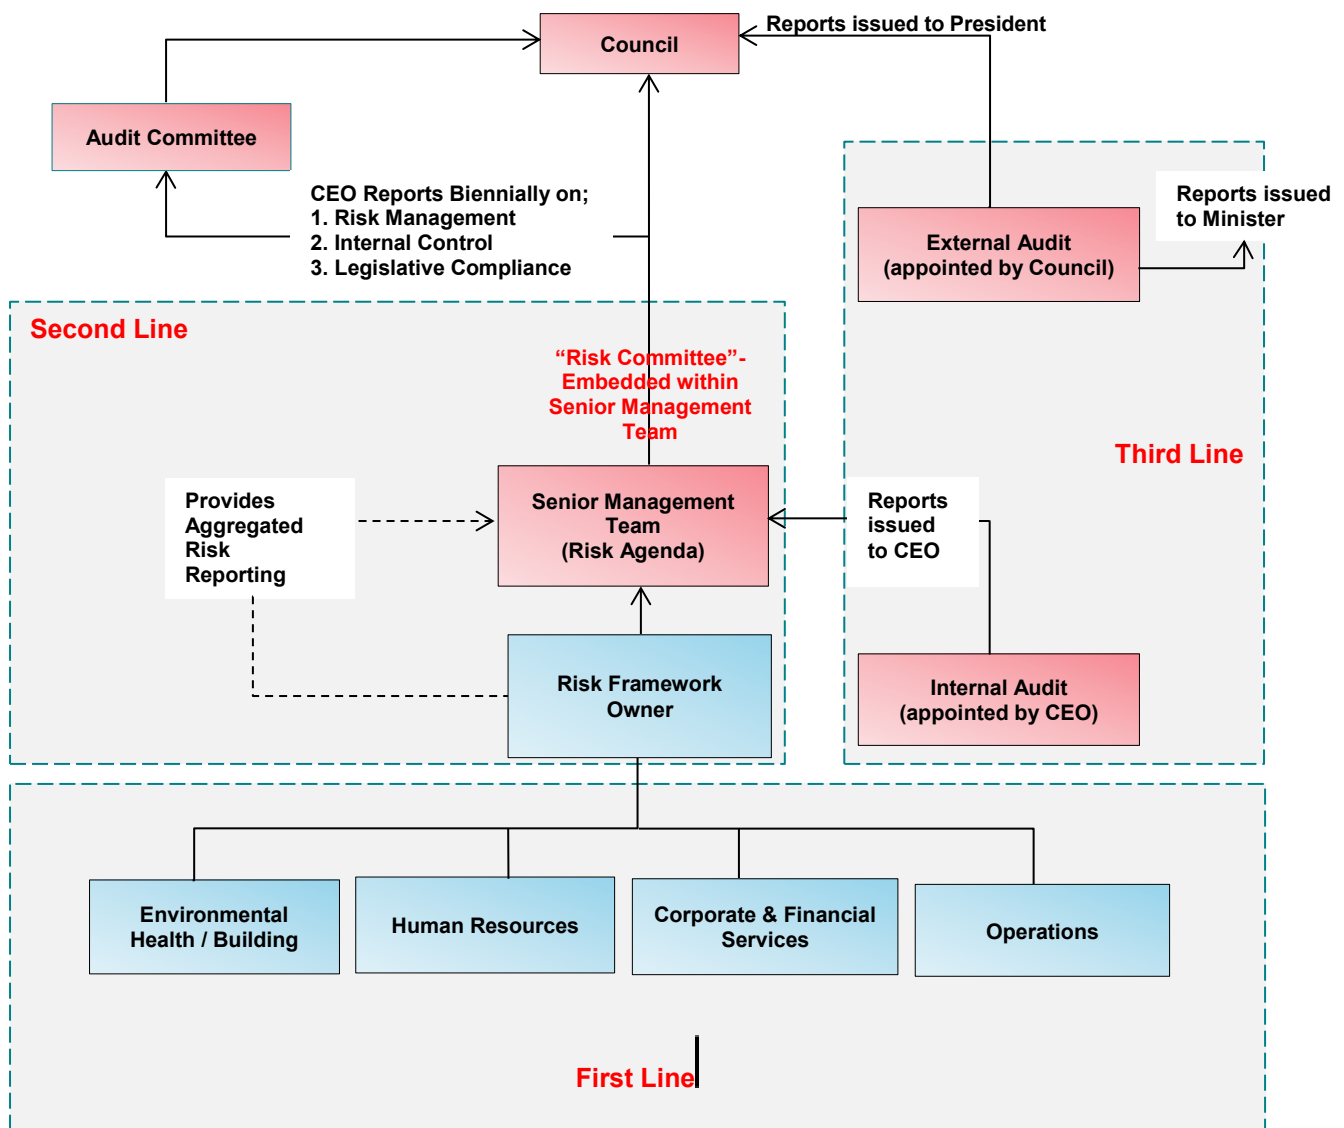 Reports issued to President
Council
Audit Committee
CEO Reports Biennially on;
1. Risk Management
2. Internal Control
3. Legislative Compliance
Reports issued
to Minister
External Audit
(appointed by Council)
Second Line
“Risk Committee”-
Embedded within
Senior Management
Team
Third Line
Provides
Aggregated
Risk
Reporting
Senior Management
Team
(Risk Agenda)
Reports
issued
to CEO
Risk Framework
Owner
Internal Audit
(appointed by CEO)
Environmental
Health / Building
Human Resources
Corporate & Financial
Services
Operations
First Line